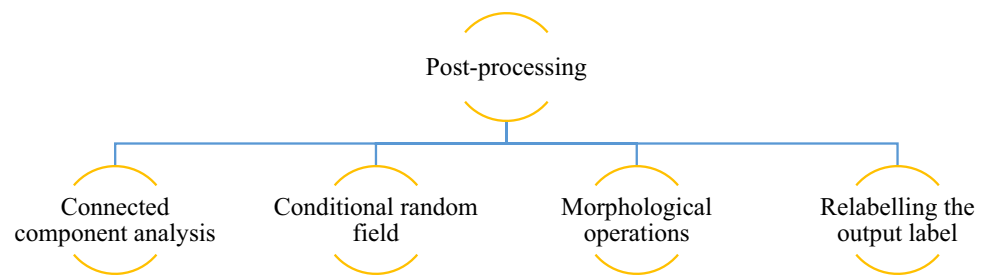 Post-processing
Connected
component analysis
Conditional random
field
Morphological
operations
Relabelling the
output label